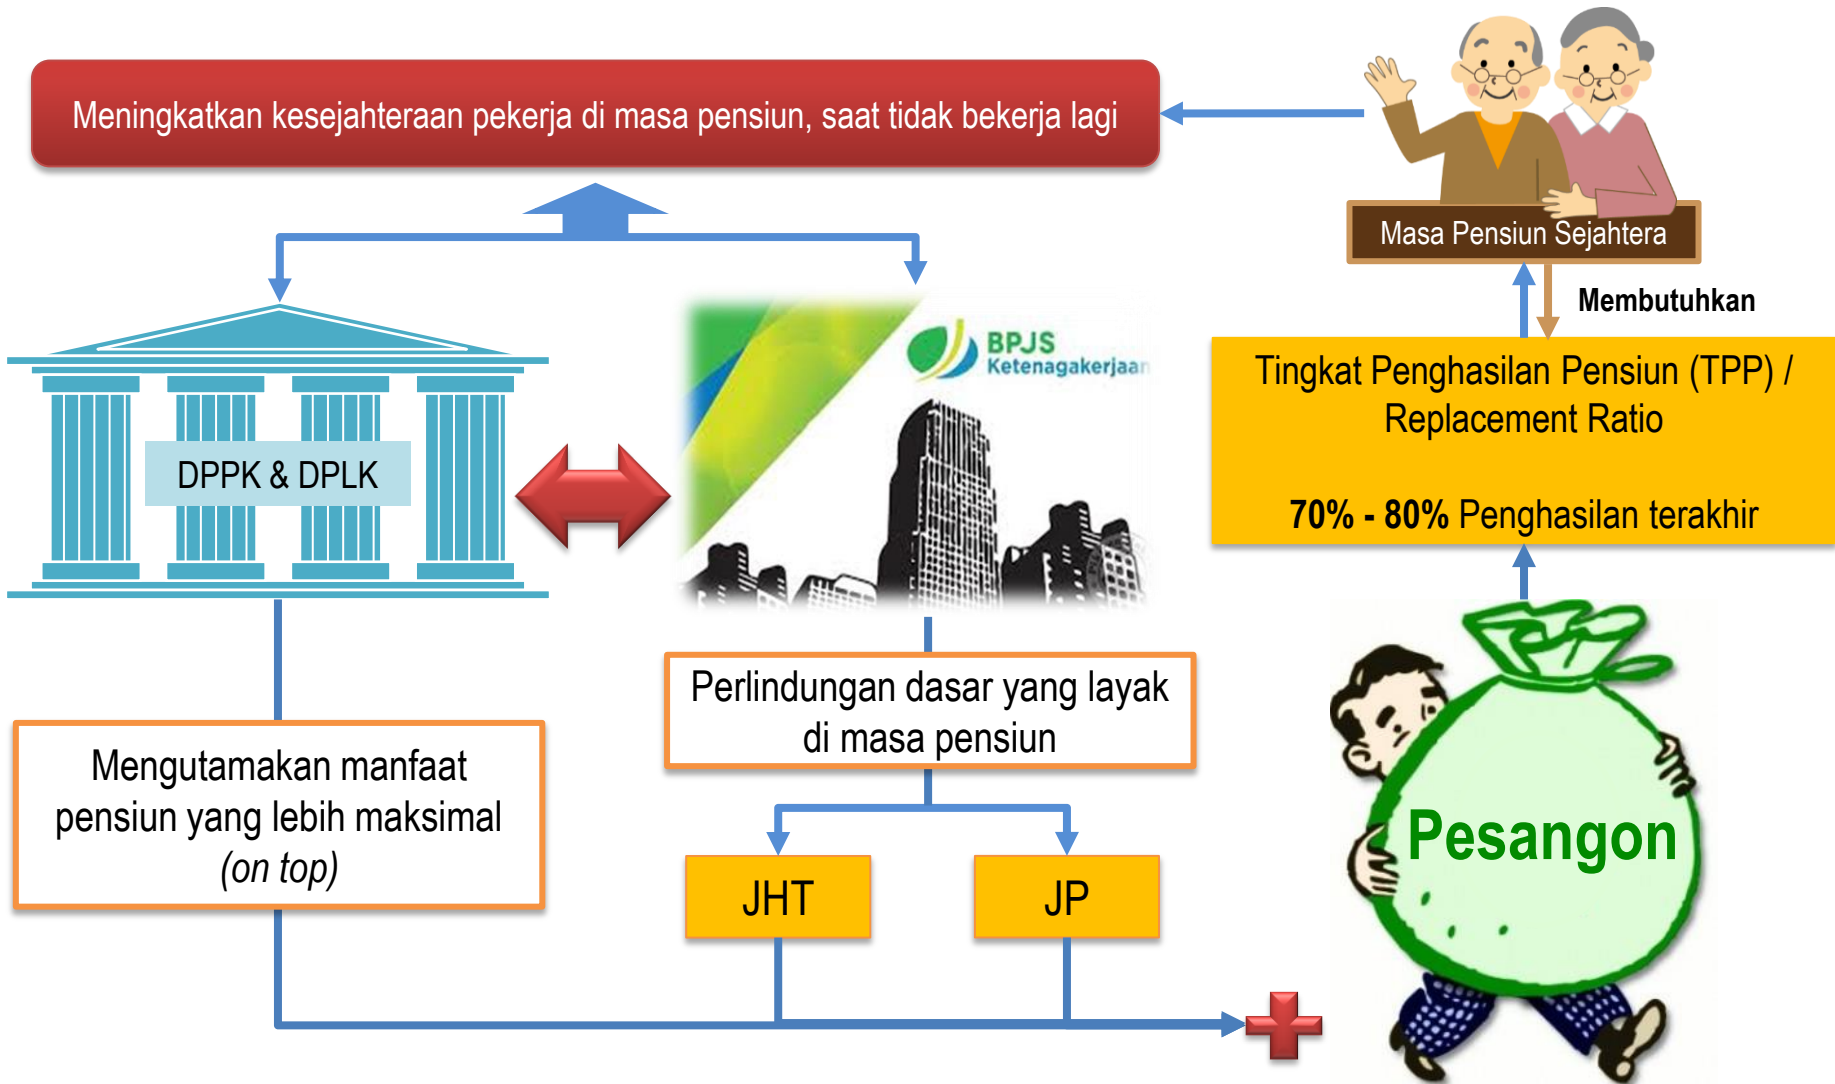 Meningkatkan kesejahteraan pekerja di masa pensiun, saat tidak bekerja lagi
Masa Pensiun Sejahtera
Membutuhkan
Tingkat Penghasilan Pensiun (TPP) /
Replacement Ratio
70% - 80% Penghasilan terakhir
BPJS
Ketenagakerjaan
DPPK & DPLK
Perlindungan dasar yang layak
di masa pensiun
Mengutamakan manfaat
pensiun yang lebih maksimal
(on top)
JHT
JP
Pesangon